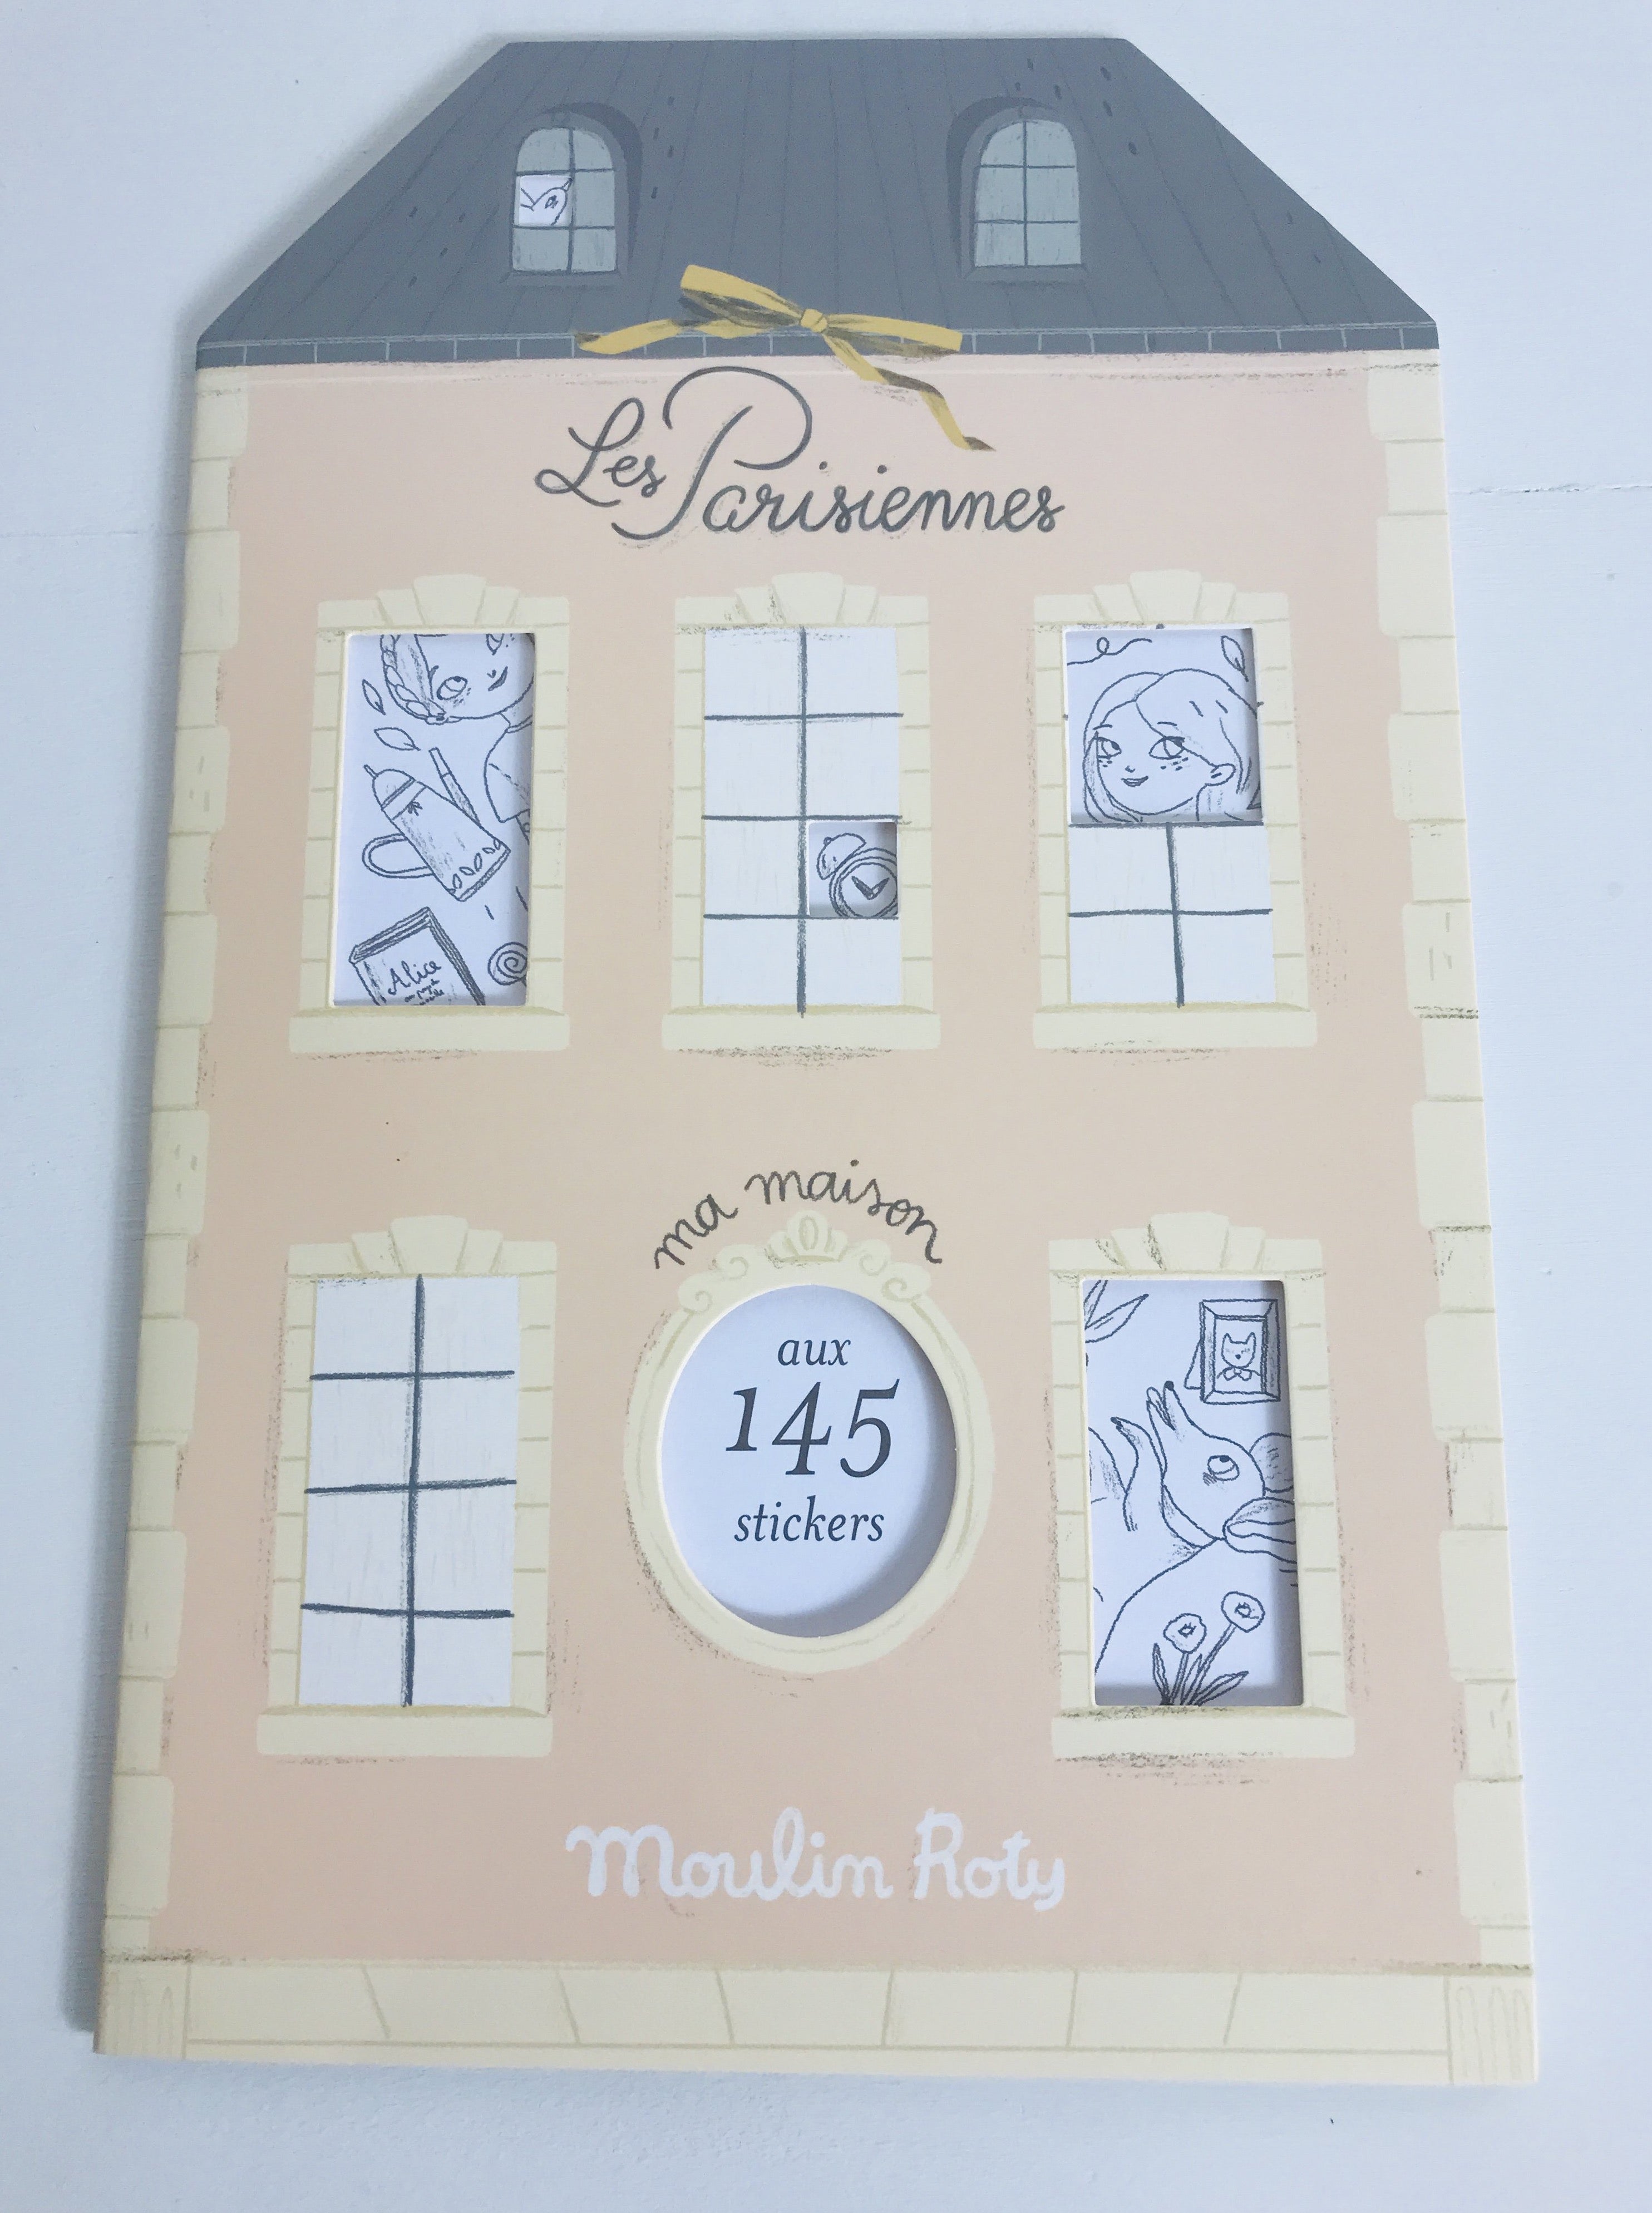 Les Parisiennes
Alice
ma maison
aux
145
stickers
Moulin Roty